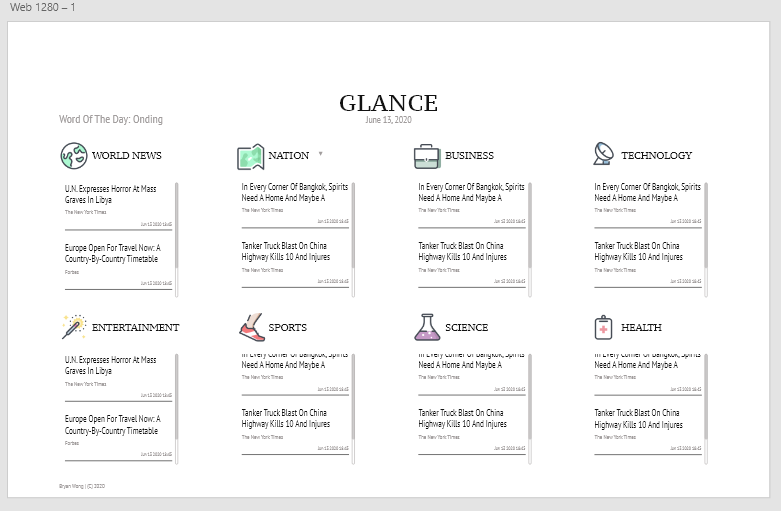 Web 1280 – 1
GLANCE
Word Of The Day: Onding
June 13, 2020
WORLD NEWS
U.N. Expresses Horror At Mass
Graves In Libya
The New York Times
Jun 13 2020 16:45
Europe Open For Travel Now: A
Country-By-Country Timetable
Forbes
Jun 13 2020 16:45
NATION
In Every Corner Of Bangkok, Spirits
Need A Home And Maybe A
The New York Times
Jun 13 2020 16:45
Tanker Truck Blast On China
Highway Kills 10 And Injures
The New York Times
Jun 13 2020 16:45
BUSINESS
In Every Corner Of Bangkok, Spirits
Need A Home And Maybe A
The New York Times
Jun 13 2020 16:45
Tanker Truck Blast On China
Highway Kills 10 And Injures
The New York Times
Jun 13 2020 16:45
TECHNOLOGY
In Every Corner Of Bangkok, Spirits
Need A Home And Maybe A
The New York Times
Jun 13 2020 16:45
Tanker Truck Blast On China
Highway Kills 10 And Injures
The New York Times
Jun 13 2020 16:45
ENTERTAINMENT
U.N. Expresses Horror At Mass
Graves In Libya
The New York Times
Jun 13 2020 16:45
Europe Open For Travel Now: A
Country-By-Country Timetable
Forbes
Jun 13 2020 16:45
SPORTS
In Every Corner Of Bangkok, Spirits
Need A Home And Maybe A
The New York Times
Jun 13 2020 16:45
Tanker Truck Blast On China
Highway Kills 10 And Injures
The New York Times
Jun 13 2020 16:45
SCIENCE
In Every Corner Of Bangkok, Spirits
Need A Home And Maybe A
The New York Times
Jun 13 2020 16:45
Tanker Truck Blast On China
Highway Kills 10 And Injures
The New York Times
Jun 13 2020 16:45
HEALTH
In Every Corner Of Bangkok, Spirits
Need A Home And Maybe A
The New York Times
Jun 13 2020 16:45
Tanker Truck Blast On China
Highway Kills 10 And Injures
The New York Times
Jun 13 2020 16:45
Bryan Wong | (C) 2020